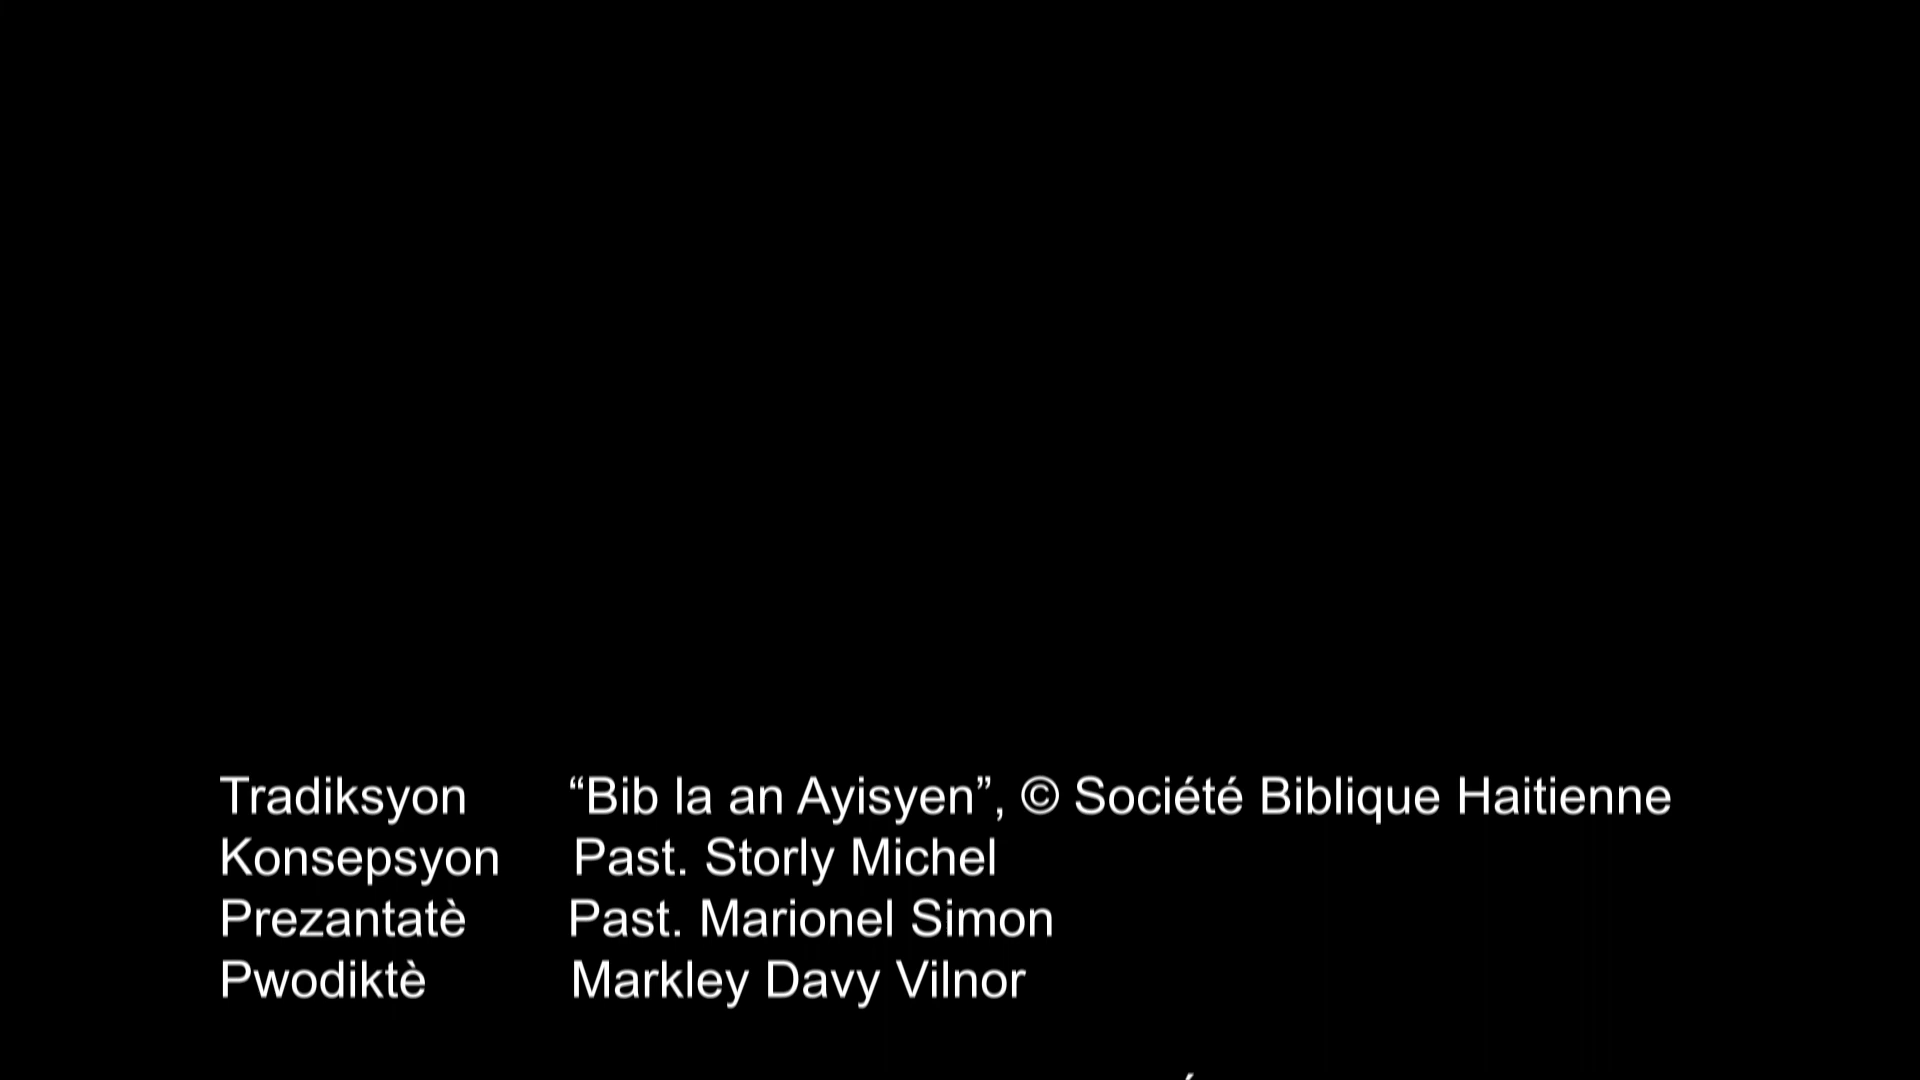 Tradiksyon “Bib la an Ayisyen”, © Société Biblique Haitienne
Konsepsyon Past. Storly Michel
Prezantatè Past. Marionel Simon
Pwodiktè Markley Davy Vilnor